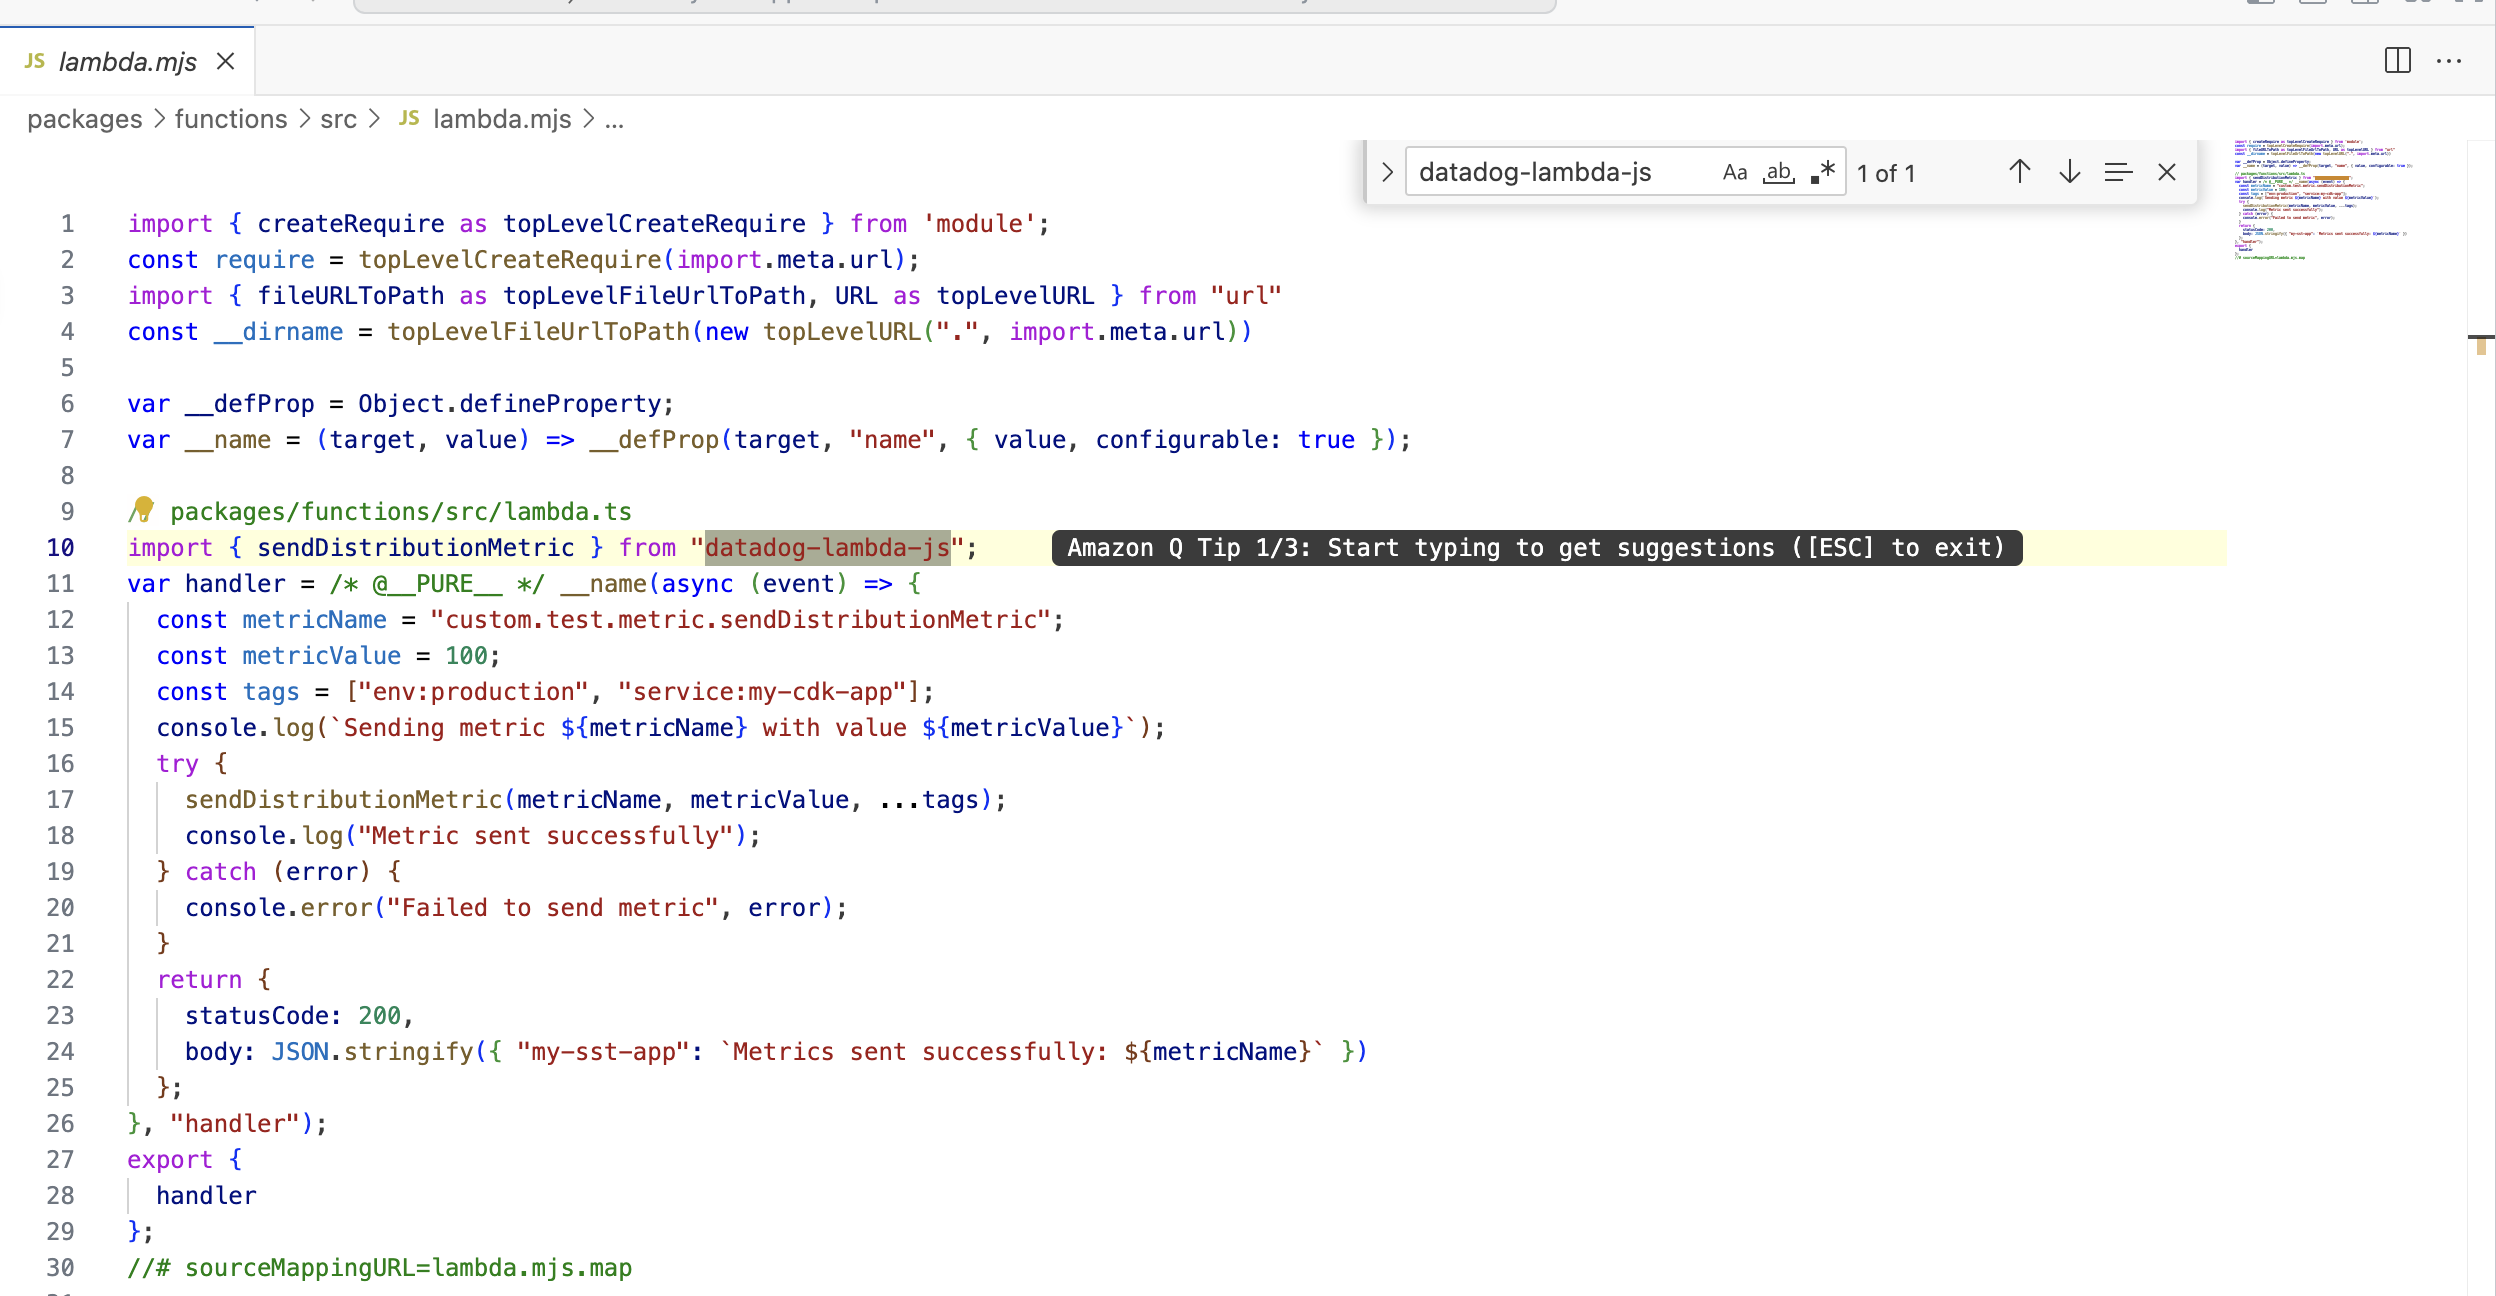 JS lambda.mjs
packages > functions > src > JS lambda.mjs > ...
datadog-lambda-js Aa ab .* 1 of 1
1 import { createRequire as topLevelCreateRequire } from 'module';
2 const require = topLevelCreateRequire(import.meta.url);
3 import { fileURLToPath as topLevelFileUrlToPath, URL as topLevelURL } from "url"
4 const __dirname = topLevelFileUrlToPath(new topLevelURL(".", import.meta.url))
5
6 var __defProp = Object.defineProperty;
7 var __name = (target, value) => __defProp(target, "name", { value, configurable: true });
8
9 // packages/functions/src/lambda.ts
10 import { sendDistributionMetric } from "datadog-lambda-js"; Amazon Q Tip 1/3: Start typing to get suggestions ([ESC] to exit)
11 var handler = /* @__PURE__ */ __name(async (event) => {
12 const metricName = "custom.test.metric.sendDistributionMetric";
13 const metricValue = 100;
14 const tags = ["env:production", "service:my-cdk-app"];
15 console.log(`Sending metric ${metricName} with value ${metricValue}`);
16 try {
17 sendDistributionMetric(metricName, metricValue, ...tags);
18 console.log("Metric sent successfully");
19 } catch (error) {
20 console.error("Failed to send metric", error);
21 }
22 return {
23 statusCode: 200,
24 body: JSON.stringify({ "my-sst-app": `Metrics sent successfully: ${metricName}` })
25 };
26 }, "handler");
27 export {
28 handler
29 };
30 //# sourceMappingURL=lambda.mjs.map